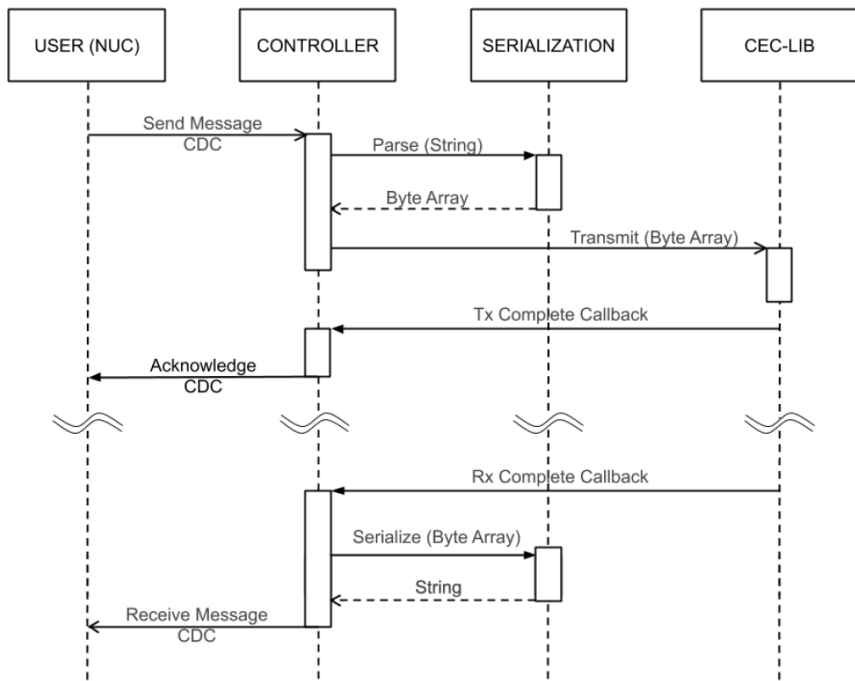 USER (NUC)
CONTROLLER
SERIALIZATION
CEC-LIB
Send Message
CDC
Parse (String)
Byte Array
Transmit (Byte Array)
Tx Complete Callback
Acknowledge
CDC
Rx Complete Callback
Serialize (Byte Array)
String
Receive Message
CDC